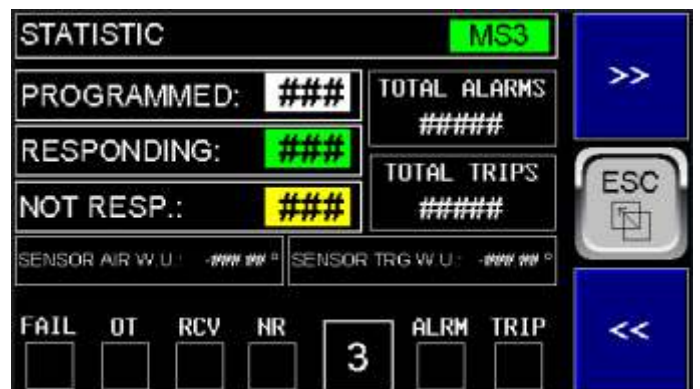 STATISTIC MS3
>>
PROGRAMMED: ###
TOTAL ALARMS
#####
RESPONDING: ###
TOTAL TRIPS
#####
ESC
NOT RESP.: ###
SENSOR AIR W.U.: -###.## °
SENSOR TRG W.U.: -###.## °
FAIL OT RCV NR 3 ALRM TRIP
<<